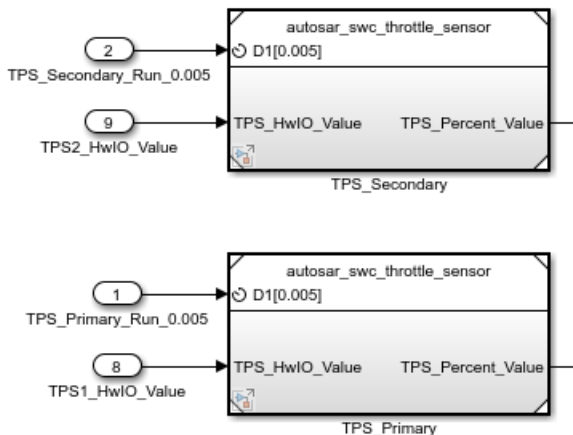 autosar_swc_throttle_sensor
2
D1[0.005]
TPS_Secondary_Run_0.005
9
TPS_HwIO_Value
TPS_Percent_Value
TPS2_HwIO_Value
TPS_Secondary
autosar_swc_throttle_sensor
1
D1[0.005]
TPS_Primary_Run_0.005
8
TPS_HwIO_Value
TPS_Percent_Value
TPS1_HwIO_Value
TPS_Primary